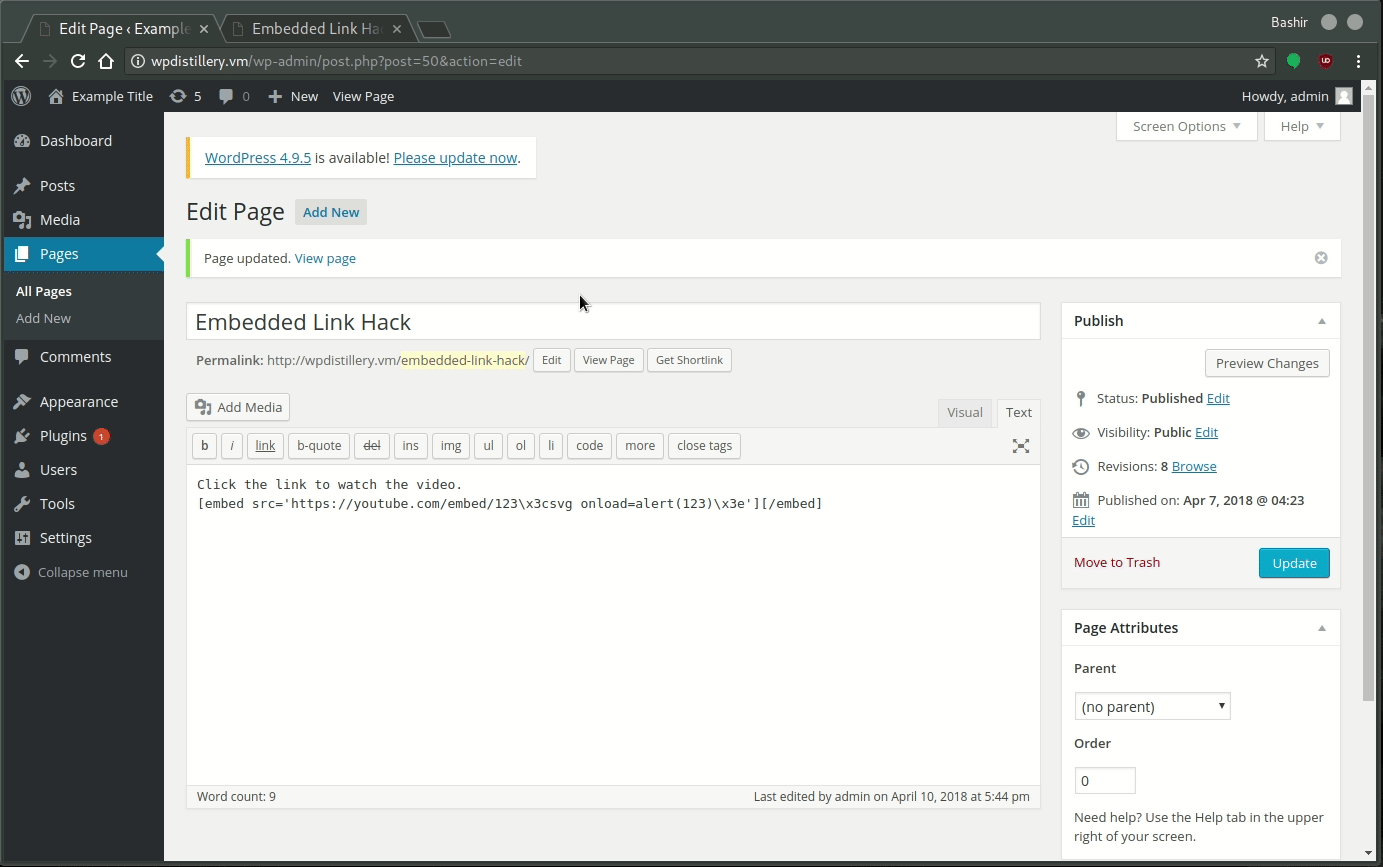 Edit Page ‹ Example
Embedded Link Ha
Bashir
wpdistillery.vm/wp-admin/post.php?post=50&action=edit
Example Title
5
0
New
View Page
Howdy, admin
Dashboard
Posts
Media
Pages
All Pages
Add New
Comments
Appearance
Plugins 1
Users
Tools
Settings
Collapse menu
Screen Options
Help
WordPress 4.9.5 is available! Please update now.
Edit Page
Add New
Page updated. View page
Embedded Link Hack
Permalink: http://wpdistillery.vm/embedded-link-hack/
Edit
View Page
Get Shortlink
Add Media
Visual
Text
b
i
link
b-quote
del
ins
img
ul
ol
li
code
more
close tags
Click the link to watch the video.
[embed src='https://youtube.com/embed/123\x3csvg onload=alert(123)\x3e'][/embed]
Word count: 9
Last edited by admin on April 10, 2018 at 5:44 pm
Publish
Preview Changes
Status: Published Edit
Visibility: Public Edit
Revisions: 8 Browse
Published on: Apr 7, 2018 @ 04:23
Edit
Move to Trash
Update
Page Attributes
Parent
(no parent)
Order
0
Need help? Use the Help tab in the upper
right of your screen.